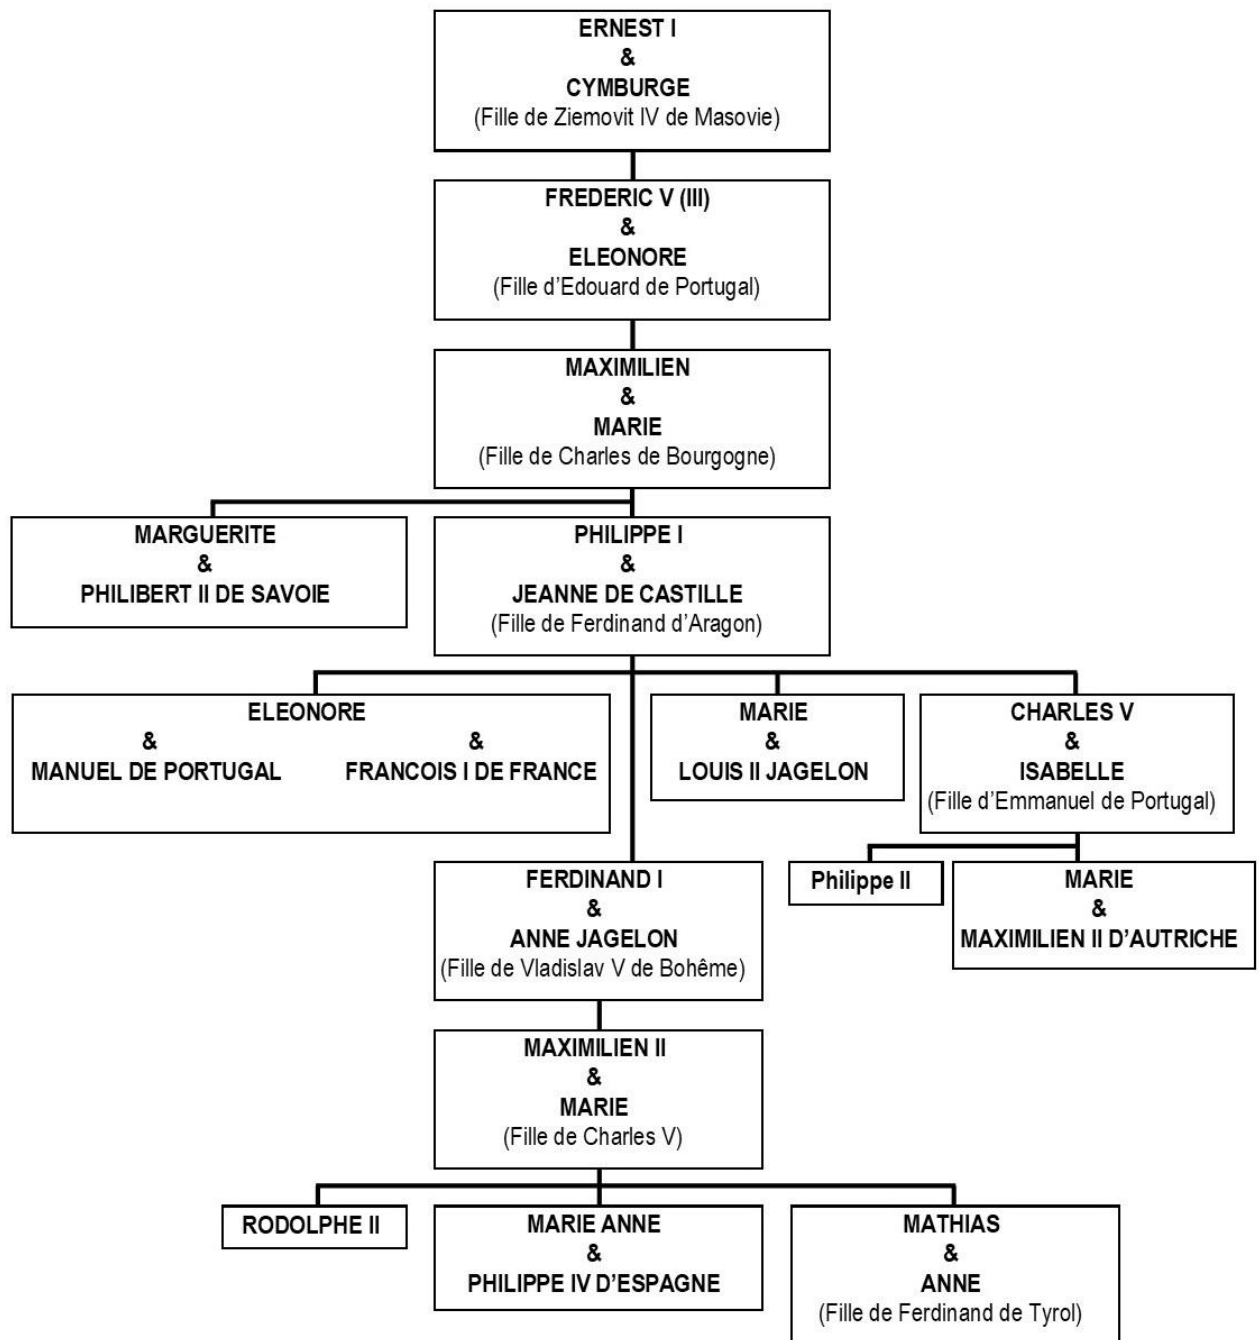 ERNEST I
&
CYMBURGE
(Fille de Ziemovit IV de Masovie)
FREDERIC V (III)
&
ELEONORE
(Fille d'Edouard de Portugal)
MAXIMILIEN
&
MARIE
(Fille de Charles de Bourgogne)
MARGUERITE
&
PHILIBERT II DE SAVOIE
PHILIPPE I
&
JEANNE DE CASTILLE
(Fille de Ferdinand d'Aragon)
ELEONORE
& &
MANUEL DE PORTUGAL FRANCOIS I DE FRANCE
MARIE
&
LOUIS II JAGELON
CHARLES V
&
ISABELLE
(Fille d'Emmanuel de Portugal)
FERDINAND I
&
ANNE JAGELON
(Fille de Vladislav V de Bohême)
Philippe II
MARIE
&
MAXIMILIEN II D'AUTRICHE
MAXIMILIEN II
&
MARIE
(Fille de Charles V)
RODOLPHE II
MARIE ANNE
&
PHILIPPE IV D'ESPAGNE
MATHIAS
&
ANNE
(Fille de Ferdinand de Tyrol)